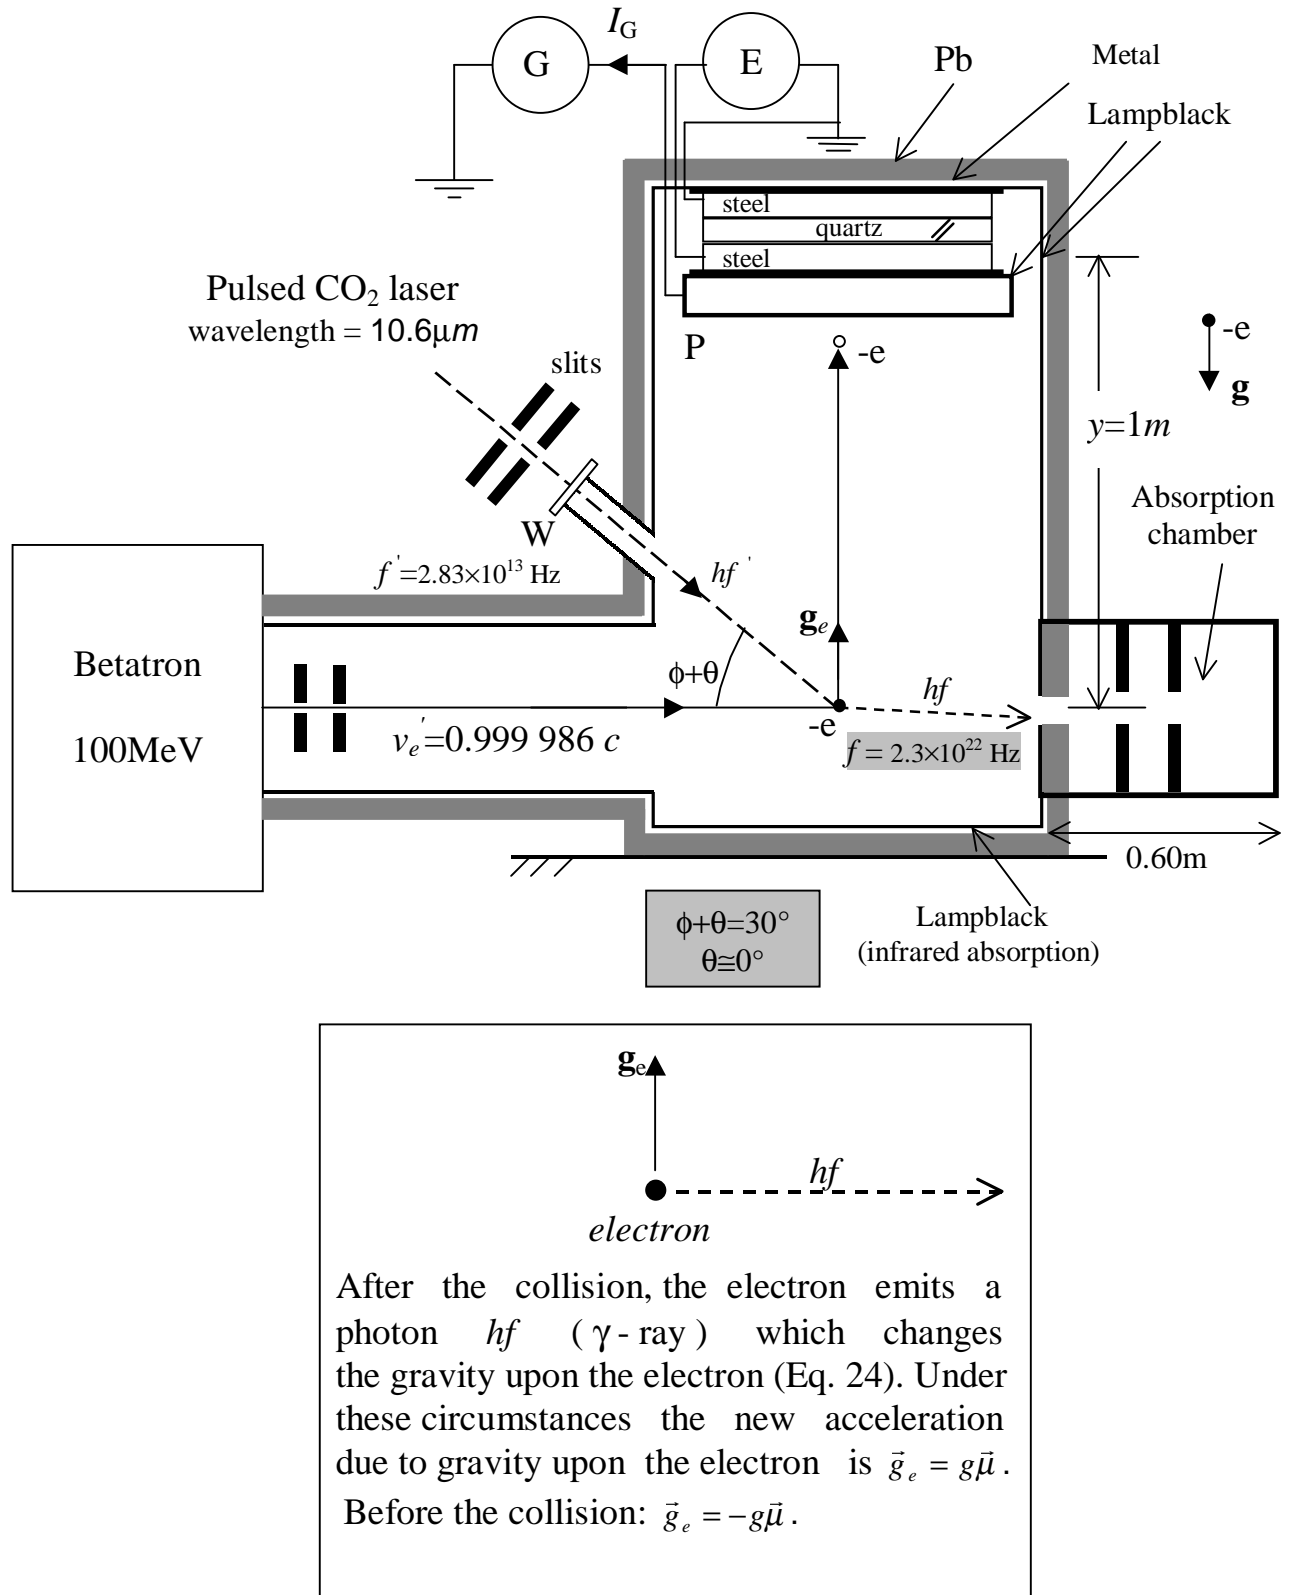 I_G
G
E
Pb
Metal
Lampblack
steel
quartz
steel
Pulsed CO₂ laser
wavelength = 10.6μm
slits
P
-e
-e
g
y=1m
W
Absorption
chamber
f'=2.83×10¹³ Hz
hf'
g_e
Betatron
100MeV
ϕ+θ
hf
-e
v_e'=0.999 986 c
f = 2.3×10²² Hz
0.60m
ϕ+θ=30°
θ≅0°
Lampblack
(infrared absorption)
g_e
hf
electron
After the collision, the electron emits a
photon hf (γ- ray) which changes
the gravity upon the electron (Eq. 24). Under
these circumstances the new acceleration
due to gravity upon the electron is g⃗_e = gμ⃗.
Before the collision: g⃗_e = −gμ⃗.